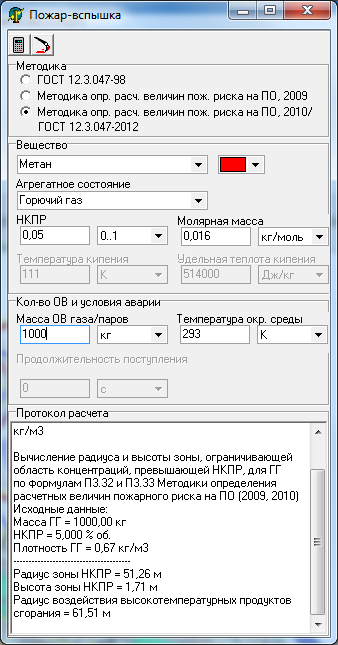 Пожар-вспышка
Методика
ГОСТ 12.3.047-98
Методика опр. расч. величин пож. риска на ПО, 2009
Методика опр. расч. величин пож. риска на ПО, 2010/
ГОСТ 12.3.047-2012
Вещество
Метан
Агрегатное состояние
Горючий газ
НКПР Молярная масса
0,05 0..1 0,016 кг/моль
Температура кипения Удельная теплота кипения
111 К 514000 Дж/кг
Кол-во ОВ и условия аварии
Масса ОВ газа/паров Температура окр. среды
1000 кг 293 К
Продолжительность поступления
0 с
Протокол расчета
кг/м3
Вычисление радиуса и высоты зоны, ограничивающей
область концентраций, превышающей НКПР, для ГГ
по формулам П3.32 и П3.33 Методики определения
расчетных величин пожарного риска на ПО (2009, 2010)
Исходные данные:
Масса ГГ = 1000,00 кг
НКПР = 5,000 % об.
Плотность ГГ = 0,67 кг/м3
------------------------------------
Радиус зоны НКПР = 51,26 м
Высота зоны НКПР = 1,71 м
Радиус воздействия высокотемпературных продуктов
сгорания = 61,51 м